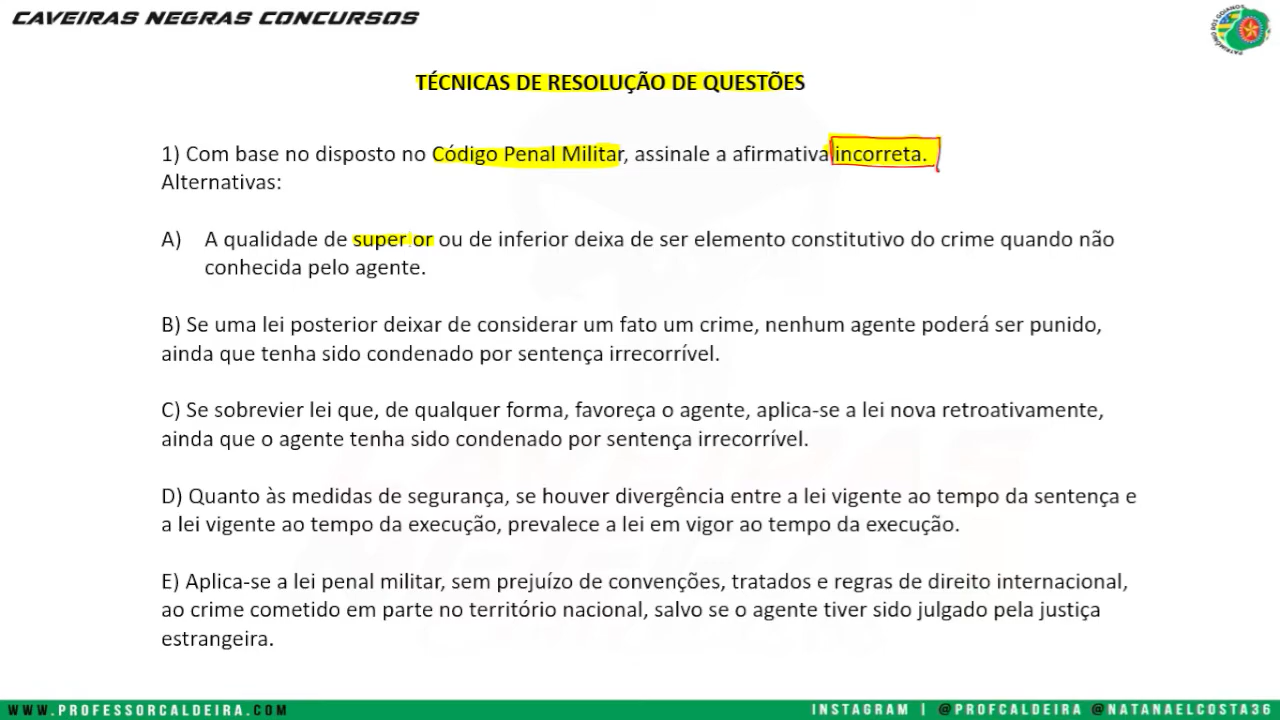 CAVEIRAS NEGRAS CONCURSOS
TÉCNICAS DE RESOLUÇÃO DE QUESTÕES
1) Com base no disposto no Código Penal Militar, assinale a afirmativa incorreta.
Alternativas:
A) A qualidade de superior ou de inferior deixa de ser elemento constitutivo do crime quando não
conhecida pelo agente.
B) Se uma lei posterior deixar de considerar um fato um crime, nenhum agente poderá ser punido,
ainda que tenha sido condenado por sentença irrecorrível.
C) Se sobrevier lei que, de qualquer forma, favoreça o agente, aplica-se a lei nova retroativamente,
ainda que o agente tenha sido condenado por sentença irrecorrível.
D) Quanto às medidas de segurança, se houver divergência entre a lei vigente ao tempo da sentença e
a lei vigente ao tempo da execução, prevalece a lei em vigor ao tempo da execução.
E) Aplica-se a lei penal militar, sem prejuízo de convenções, tratados e regras de direito internacional,
ao crime cometido em parte no território nacional, salvo se o agente tiver sido julgado pela justiça
estrangeira.
WWW.PROFESSORCALDEIRA.COM
INSTAGRAM | @PROFCALDEIRA @NATANAELCOSTA36